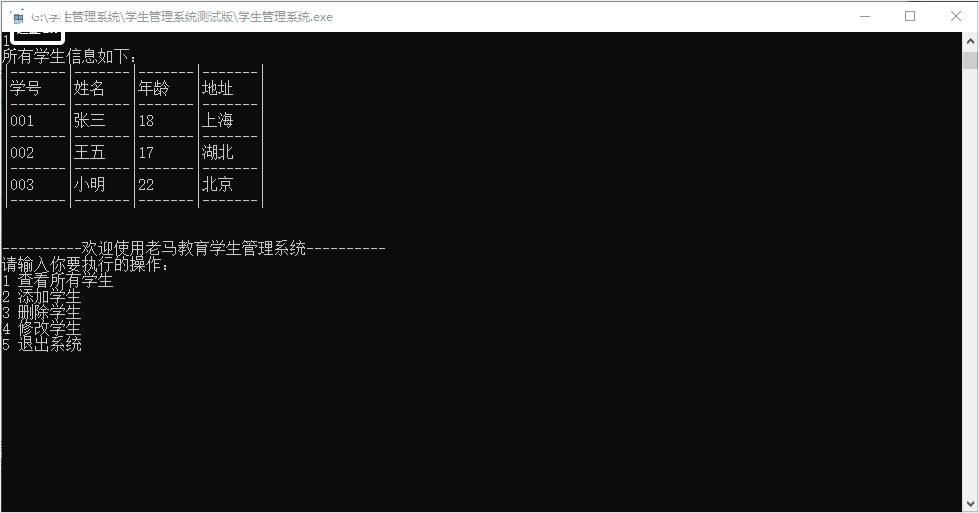 G:\学生管理系统\学生管理系统测试版\学生管理系统.exe
1
所有学生信息如下:
|-------|-------|-------|-------|
|学号|姓名|年龄|地址|
|-------|-------|-------|-------|
|001|张三|18|上海|
|-------|-------|-------|-------|
|002|王五|17|湖北|
|-------|-------|-------|-------|
|003|小明|22|北京|
|-------|-------|-------|-------|
----------欢迎使用老马教育学生管理系统----------
请输入你要执行的操作:
1 查看所有学生
2 添加学生
3 删除学生
4 修改学生
5 退出系统